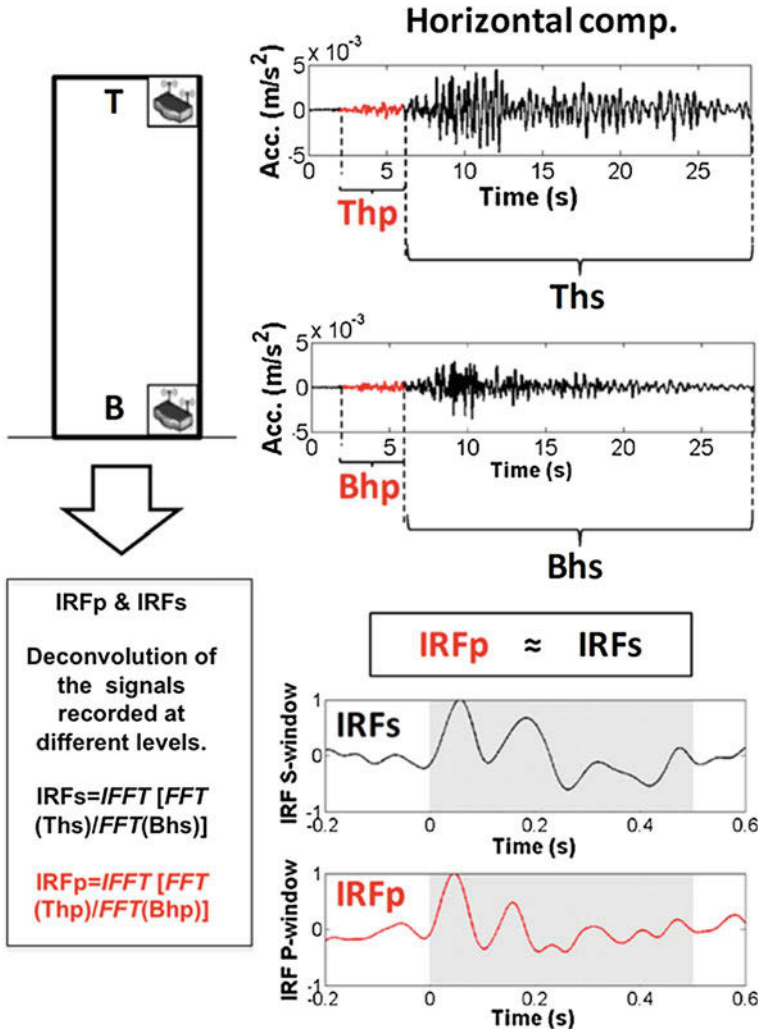 Horizontal comp.
T
B
5 x 10⁻³
0
-5
Acc. (m/s²)
0 5 10 15 20 25
Time (s)
Thp
Ths
5 x 10⁻³
0
-5
Acc. (m/s²)
0 5 10 15 20 25
Time (s)
Bhp
Bhs
IRFp & IRFs
Deconvolution of
the signals
recorded at
different levels.
IRFs=IFFT [FFT
(Ths)/FFT(Bhs)]
IRFp=IFFT [FFT
(Thp)/FFT(Bhp)]
IRFp ≈ IRFs
IRFs
IRF S-window
1
0
-1
-0.2 0 0.2 0.4 0.6
Time (s)
IRFp
IRF P-window
1
0
-1
-0.2 0 0.2 0.4 0.6
Time (s)